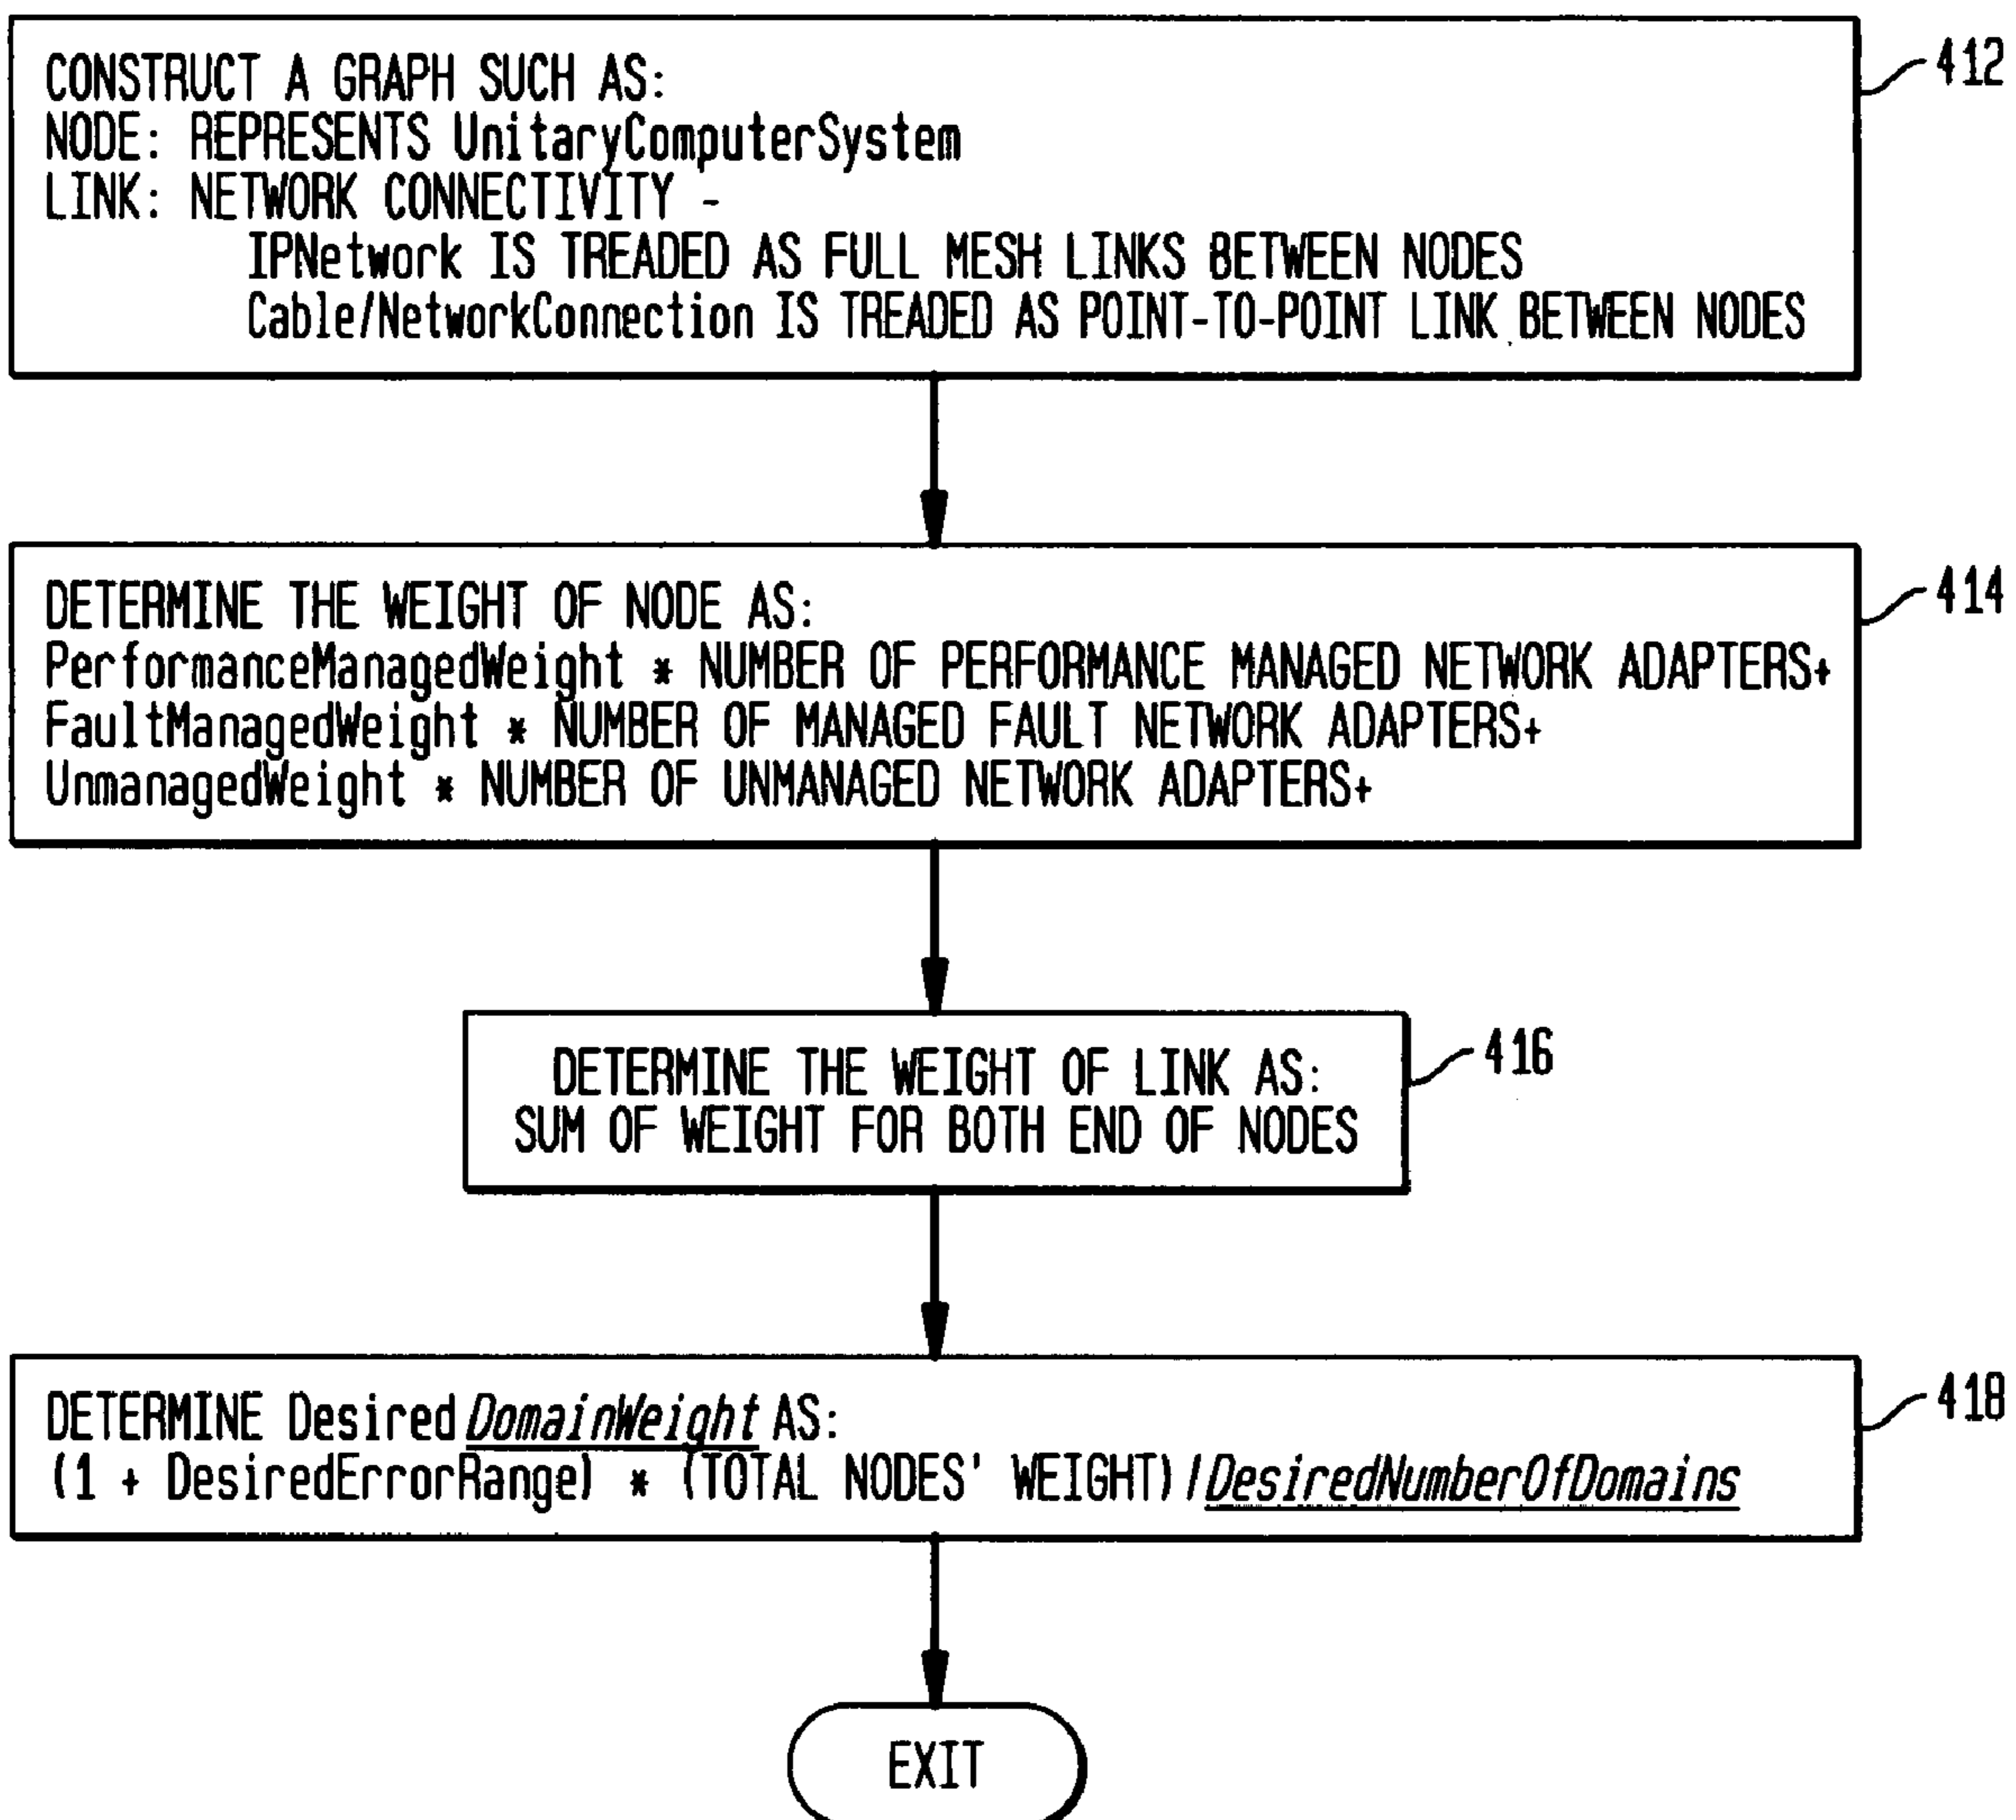 CONSTRUCT A GRAPH SUCH AS:
NODE: REPRESENTS UnitaryComputerSystem
LINK: NETWORK CONNECTIVITY -
IPNetwork IS TREADED AS FULL MESH LINKS BETWEEN NODES
Cable/NetworkConnection IS TREADED AS POINT-TO-POINT LINK BETWEEN NODES
412
DETERMINE THE WEIGHT OF NODE AS:
PerformanceManagedWeight * NUMBER OF PERFORMANCE MANAGED NETWORK ADAPTERS+
FaultManagedWeight * NUMBER OF MANAGED FAULT NETWORK ADAPTERS+
UnmanagedWeight * NUMBER OF UNMANAGED NETWORK ADAPTERS+
414
DETERMINE THE WEIGHT OF LINK AS:
SUM OF WEIGHT FOR BOTH END OF NODES
416
DETERMINE Desired DomainWeight AS:
(1 + DesiredErrorRange) * (TOTAL NODES' WEIGHT) / DesiredNumberOfDomains
418
EXIT